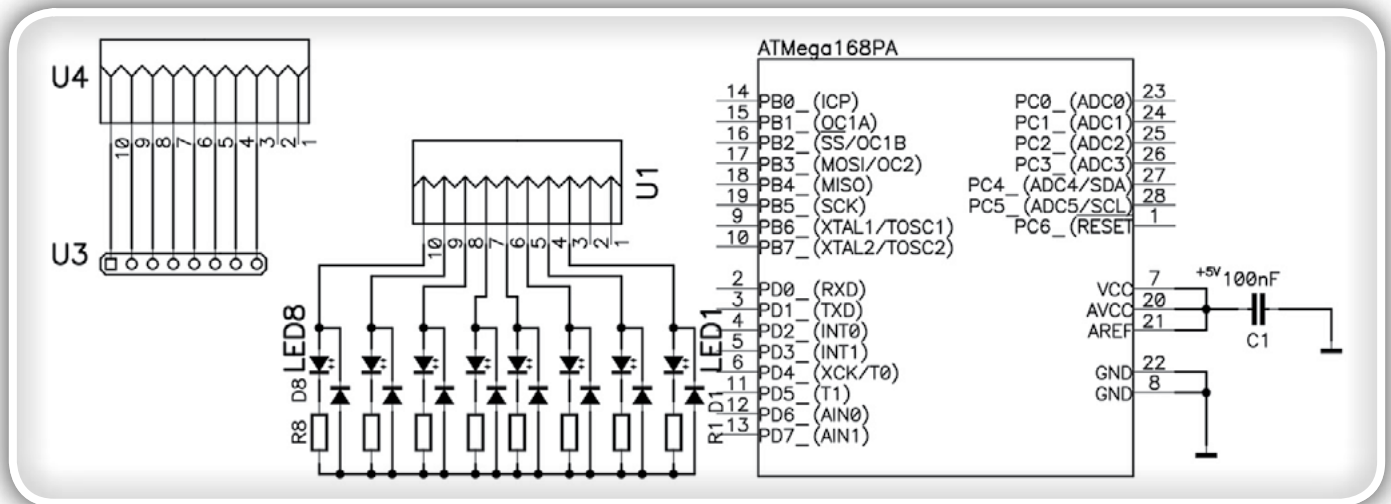 U4
10 9 8 7 6 5 4 3 2 1
U3
U1
10 9 8 7 6 5 4 3 2 1
LED8
LED1
D8
D1
R8
R1
ATMega168PA
14 PB0_(ICP)
15 PB1_(OC1A)
16 PB2_(SS/OC1B
17 PB3_(MOSI/OC2)
18 PB4_(MISO)
19 PB5_(SCK)
9 PB6_(XTAL1/TOSC1)
10 PB7_(XTAL2/TOSC2)
2 PD0_(RXD)
3 PD1_(TXD)
4 PD2_(INT0)
5 PD3_(INT1)
6 PD4_(XCK/T0)
11 PD5_(T1)
12 PD6_(AIN0)
13 PD7_(AIN1)
PC0_(ADC0) 23
PC1_(ADC1) 24
PC2_(ADC2) 25
PC3_(ADC3) 26
PC4_(ADC4/SDA) 27
PC5_(ADC5/SCL) 28
PC6_(RESET 1
VCC 7
AVCC 20
AREF 21
GND 22
GND 8
+5V 100nF
C1